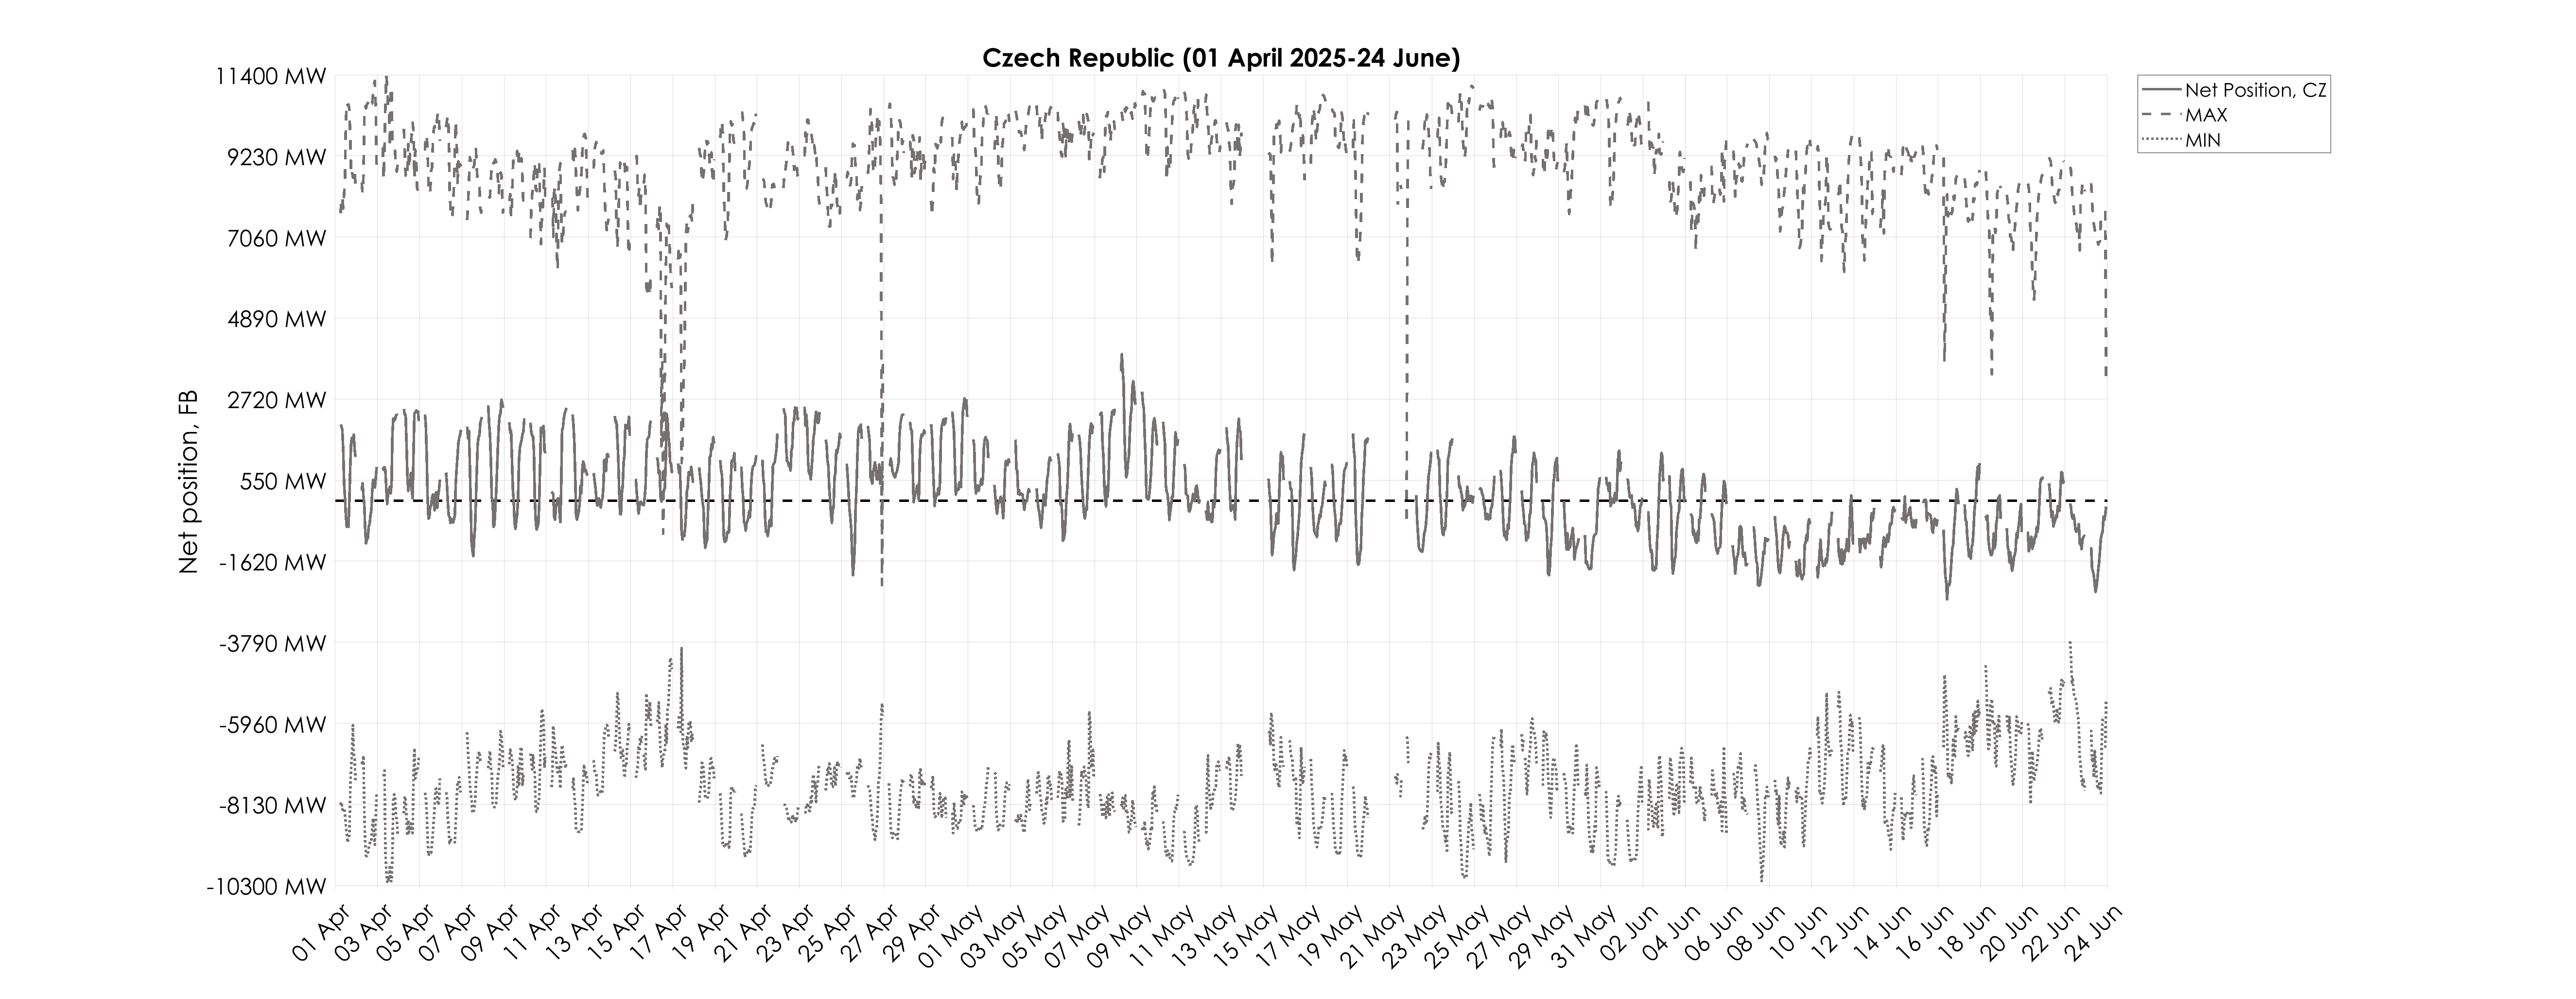 Czech Republic (01 April 2025-24 June)
11400 MW
9230 MW
7060 MW
4890 MW
2720 MW
550 MW
-1620 MW
-3790 MW
-5960 MW
-8130 MW
-10300 MW
Net position, FB
Net Position, CZ
MAX
MIN
01 Apr
03 Apr
05 Apr
07 Apr
09 Apr
11 Apr
13 Apr
15 Apr
17 Apr
19 Apr
21 Apr
23 Apr
25 Apr
27 Apr
29 Apr
01 May
03 May
05 May
07 May
09 May
11 May
13 May
15 May
17 May
19 May
21 May
23 May
25 May
27 May
29 May
31 May
02 Jun
04 Jun
06 Jun
08 Jun
10 Jun
12 Jun
14 Jun
16 Jun
18 Jun
20 Jun
22 Jun
24 Jun